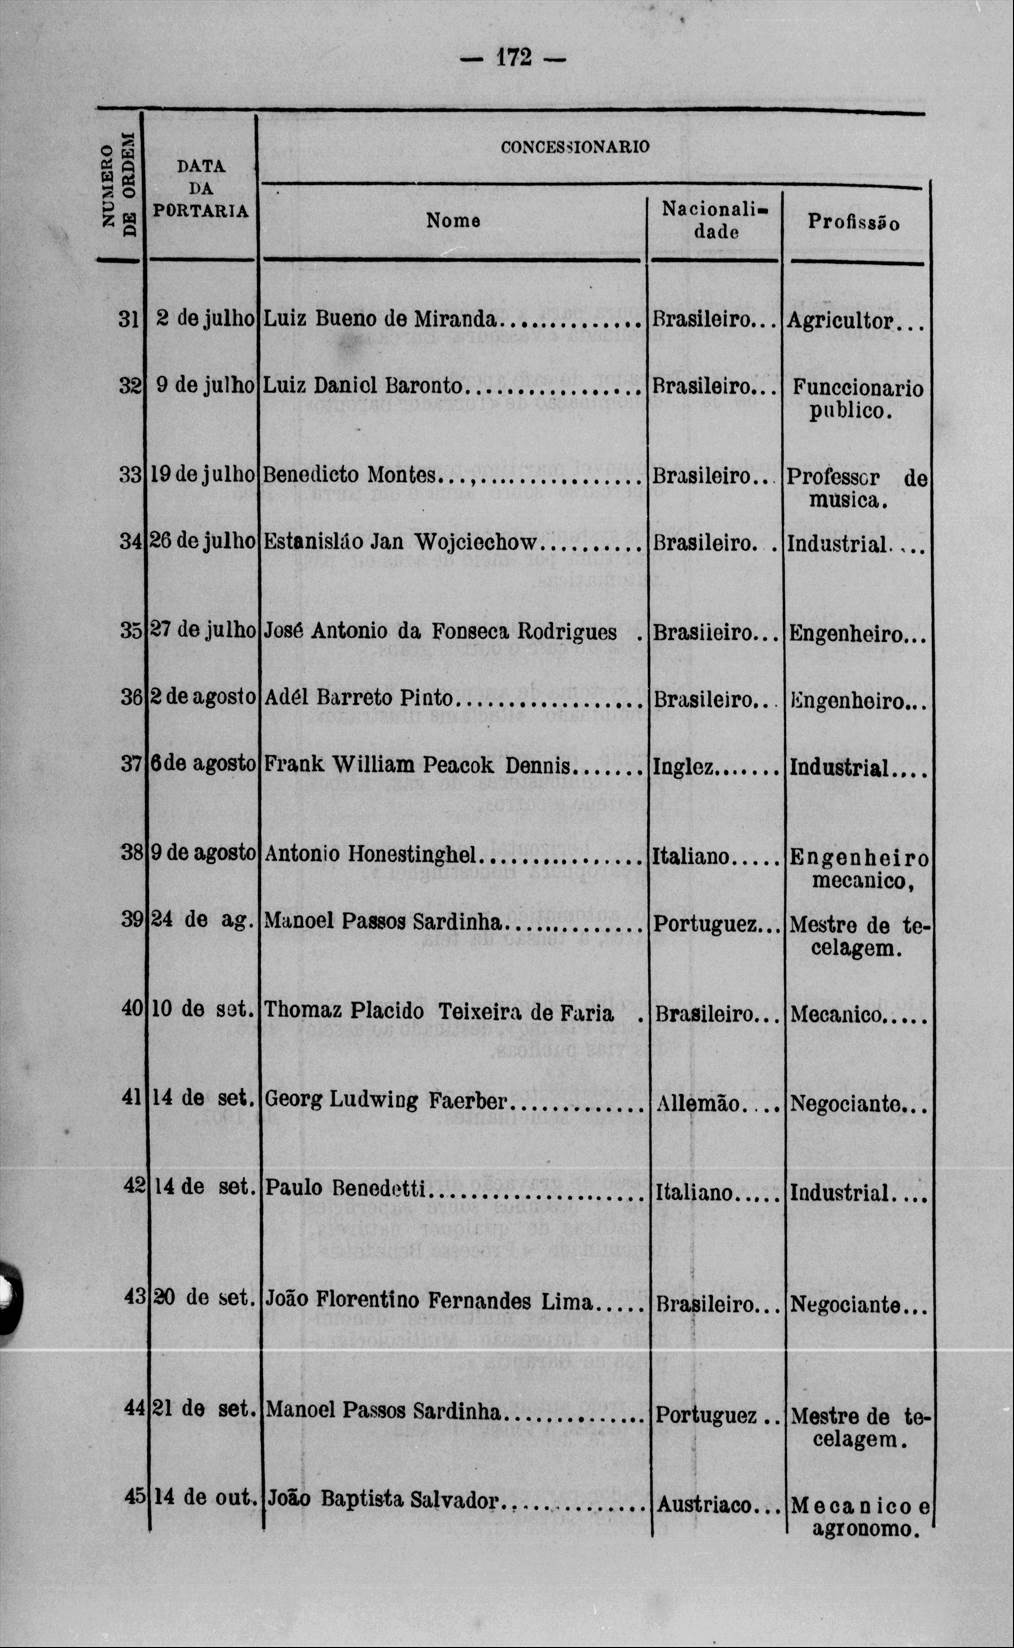 — 172 —
NUMERO DE ORDEM
DATA DA PORTARIA
CONCESSIONARIO
Nome
Nacionali-
dade
Profissão
31 2 de julho Luiz Bueno de Miranda............... Brasileiro... Agricultor...
32 9 de julho Luiz Daniel Baronto................. Brasileiro... Funccionario
publico.
33 19 de julho Benedicto Montes...,................ Brasileiro... Professor de
musica.
34 26 de julho Estanisláo Jan Wojciechow.......... Brasileiro. . Industrial....
35 27 de julho José Antonio da Fonseca Rodrigues . Brasileiro... Engenheiro...
36 2 de agosto Adél Barreto Pinto.................. Brasileiro... Engenheiro...
37 6 de agosto Frank William Peacok Dennis....... Inglez....... Industrial....
38 9 de agosto Antonio Honestinghel................ Italiano..... Engenheiro
mecanico,
39 24 de ag. Manoel Passos Sardinha.............. Portuguez... Mestre de te-
celagem.
40 10 de set. Thomaz Placido Teixeira de Faria . Brasileiro... Mecanico.....
41 14 de set. Georg Ludwing Faerber............. Allemão.... Negociante...
42 14 de set. Paulo Benedetti..................... Italiano..... Industrial....
43 20 de set. João Florentino Fernandes Lima..... Brasileiro... Negociante...
44 21 de set. Manoel Passos Sardinha.............. Portuguez .. Mestre de te-
celagem.
45 14 de out. João Baptista Salvador.............. Austriaco... Mecanico e
agronomo.